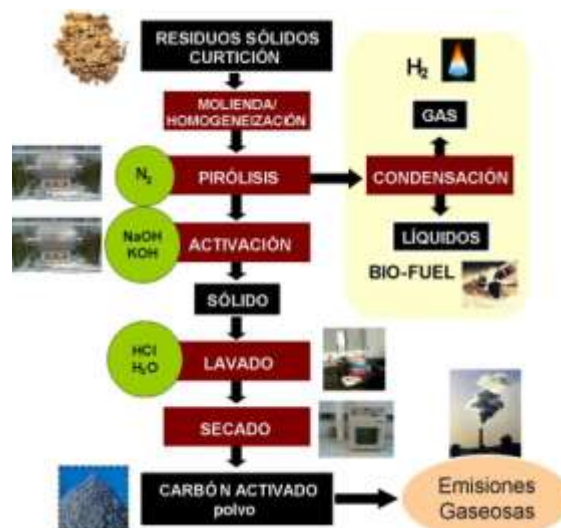 RESIDUOS SÓLIDOS
CURTICIÓN
MOLIENDA/
HOMOGENEIZACIÓN
N2
PIRÓLISIS
NaOH
KOH
ACTIVACIÓN
SÓLIDO
HCl
H2O
LAVADO
SECADO
CARBÓN ACTIVADO
polvo
H2
GAS
CONDENSACIÓN
LÍQUIDOS
BIO-FUEL
Emisiones
Gaseosas